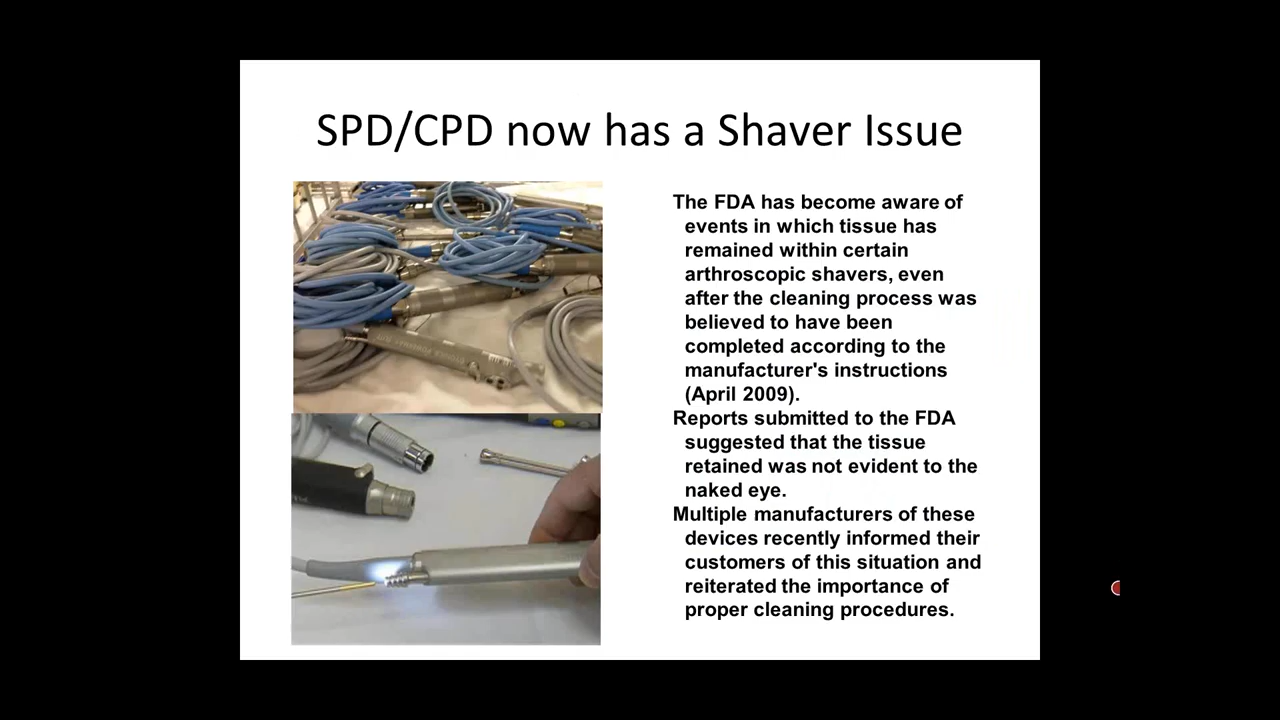 SPD/CPD now has a Shaver Issue
The FDA has become aware of
events in which tissue has
remained within certain
arthroscopic shavers, even
after the cleaning process was
believed to have been
completed according to the
manufacturer's instructions
(April 2009).
Reports submitted to the FDA
suggested that the tissue
retained was not evident to the
naked eye.
Multiple manufacturers of these
devices recently informed their
customers of this situation and
reiterated the importance of
proper cleaning procedures.